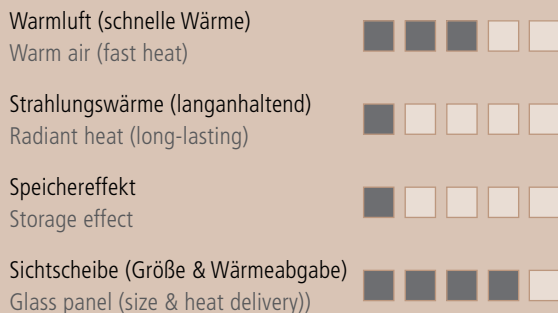 Warmluft (schnelle Wärme)
Warm air (fast heat)
Strahlungswärme (langanhaltend)
Radiant heat (long-lasting)
Speichereffekt
Storage effect
Sichtscheibe (Größe & Wärmeabgabe)
Glass panel (size & heat delivery))